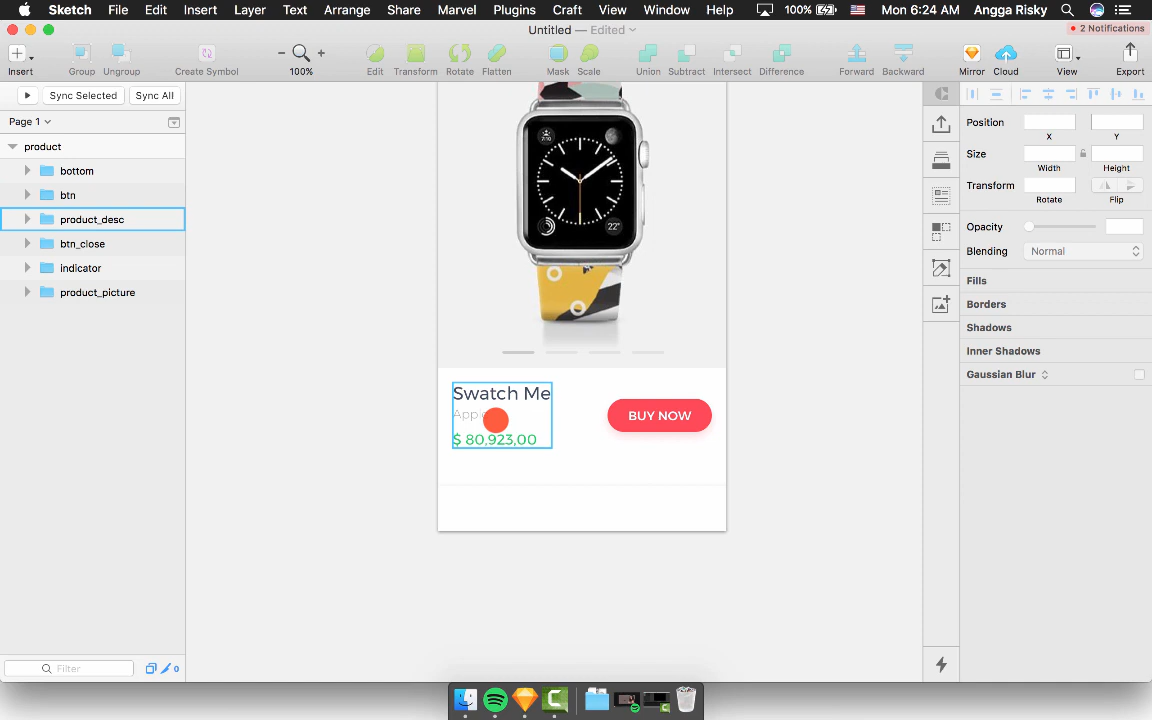 Sketch File Edit Insert Layer Text Arrange Share Marvel Plugins Craft View Window Help 100% Mon 6:24 AM Angga Risky
Untitled — Edited
2 Notifications
Insert Group Ungroup Create Symbol 100% Edit Transform Rotate Flatten Mask Scale Union Subtract Intersect Difference Forward Backward Mirror Cloud View Export
Sync Selected Sync All
Page 1
product
bottom
btn
product_desc
btn_close
indicator
product_picture
Filter
0
7:10
22°
Swatch Me
$ 80,923,00
BUY NOW
Position
X Y
Size
Width Height
Transform
Rotate Flip
Opacity
Blending Normal
Fills
Borders
Shadows
Inner Shadows
Gaussian Blur